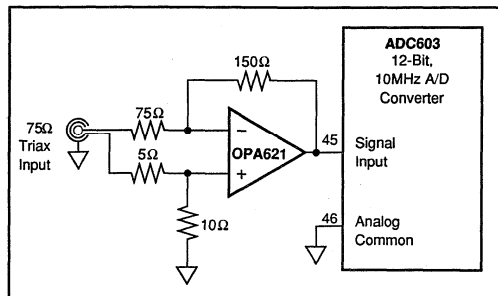 ADC603
12-Bit,
10MHz A/D
Converter
150Ω
75Ω
75Ω
Triax
Input
5Ω
−
+
OPA621
10Ω
45
Signal
Input
46
Analog
Common